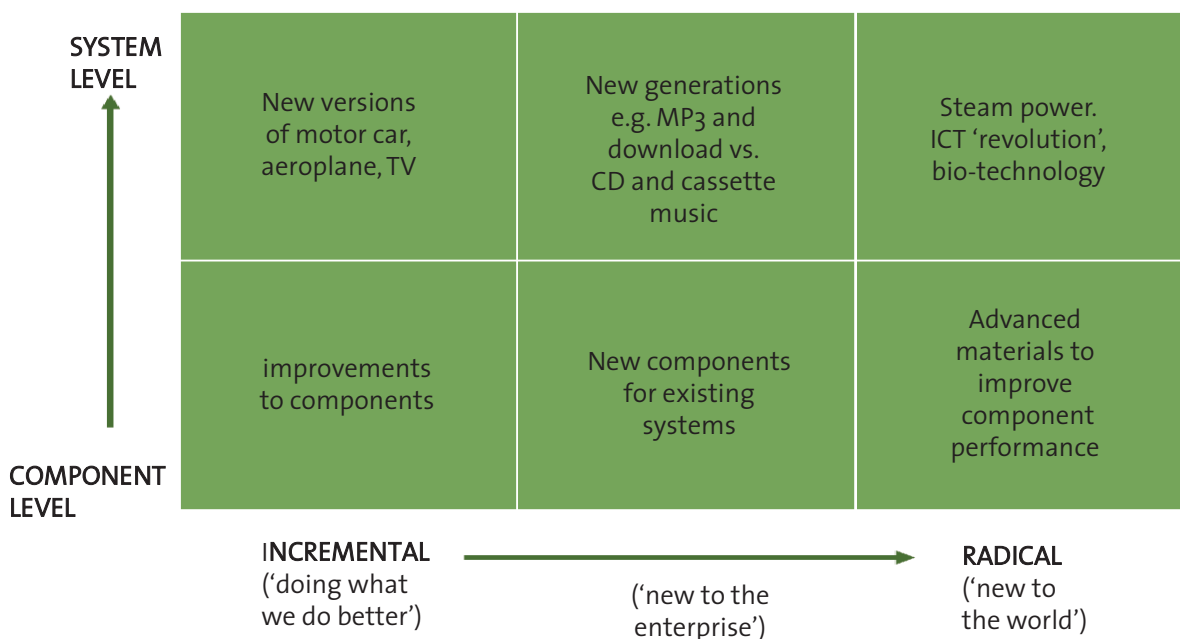 SYSTEM
LEVEL
New versions
of motor car,
aeroplane, TV
New generations
e.g. MP3 and
download vs.
CD and cassette
music
Steam power.
ICT ‘revolution’,
bio-technology
improvements
to components
New components
for existing
systems
Advanced
materials to
improve
component
performance
COMPONENT
LEVEL
INCREMENTAL
(‘doing what
we do better’)
(‘new to the
enterprise’)
RADICAL
(‘new to
the world’)